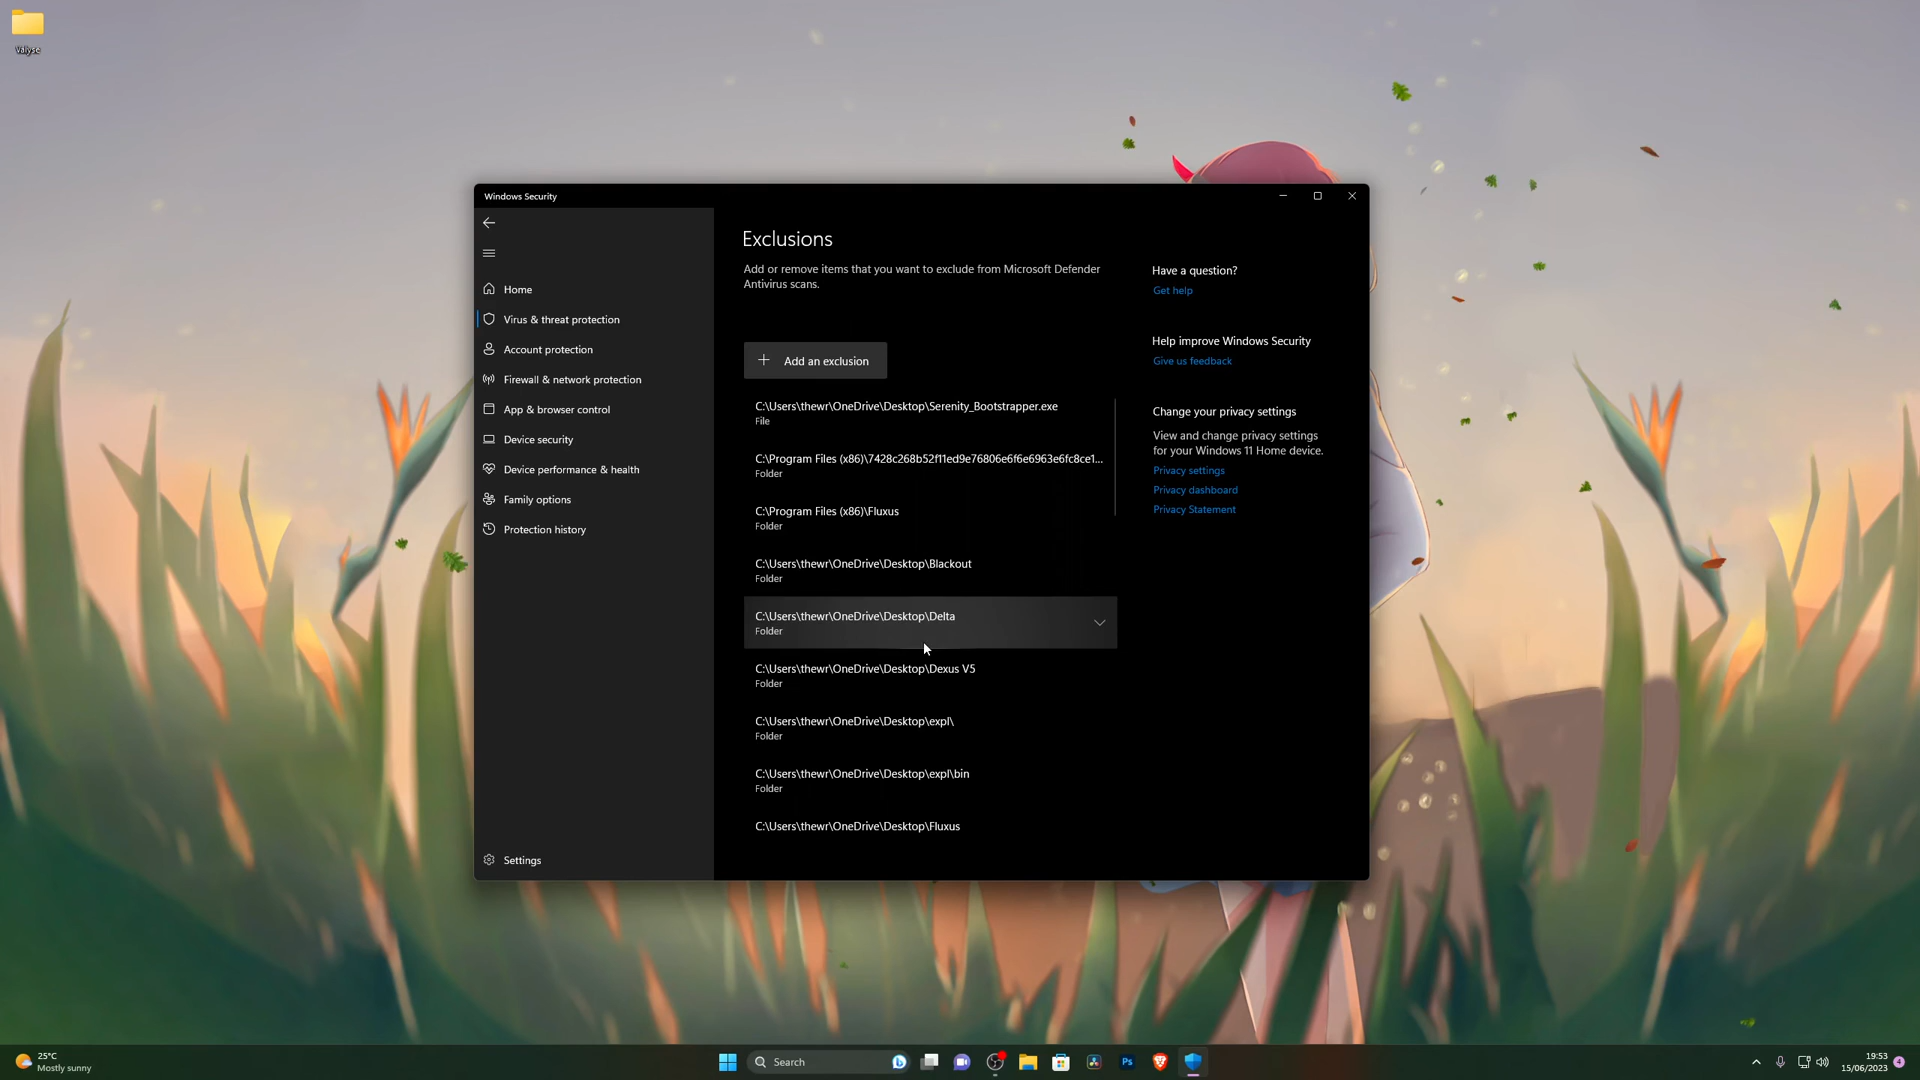 Valyse
Windows Security
Home
Virus & threat protection
Account protection
Firewall & network protection
App & browser control
Device security
Device performance & health
Family options
Protection history
Settings
Exclusions
Add or remove items that you want to exclude from Microsoft Defender
Antivirus scans.
Add an exclusion
C:\Users\thewr\OneDrive\Desktop\Serenity_Bootstrapper.exe
File
C:\Program Files (x86)\7428c268b52f11ed9e76806e6f6e6963e6fc8ce1...
Folder
C:\Program Files (x86)\Fluxus
Folder
C:\Users\thewr\OneDrive\Desktop\Blackout
Folder
C:\Users\thewr\OneDrive\Desktop\Delta
Folder
C:\Users\thewr\OneDrive\Desktop\Dexus V5
Folder
C:\Users\thewr\OneDrive\Desktop\expl\
Folder
C:\Users\thewr\OneDrive\Desktop\expl\bin
Folder
C:\Users\thewr\OneDrive\Desktop\Fluxus
Have a question?
Get help
Help improve Windows Security
Give us feedback
Change your privacy settings
View and change privacy settings
for your Windows 11 Home device.
Privacy settings
Privacy dashboard
Privacy Statement
25°C
Mostly sunny
Search
Ps
19:53
15/06/2023
4